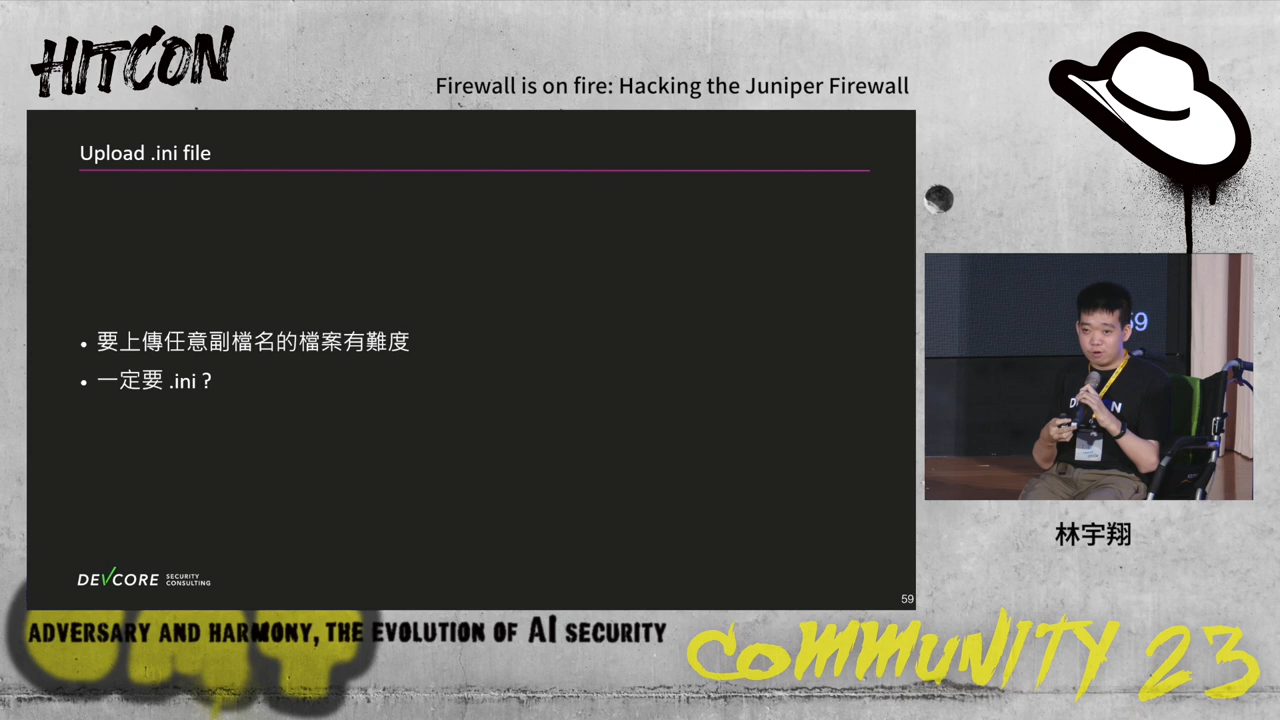 HITCON
Firewall is on fire: Hacking the Juniper Firewall
Upload .ini file
• 要上傳任意副檔名的檔案有難度
• 一定要 .ini ?
DEVCORE SECURITY CONSULTING
59
59
林宇翔
ADVERSARY AND HARMONY, THE EVOLUTION OF AI SECURITY
COMMUNITY 23